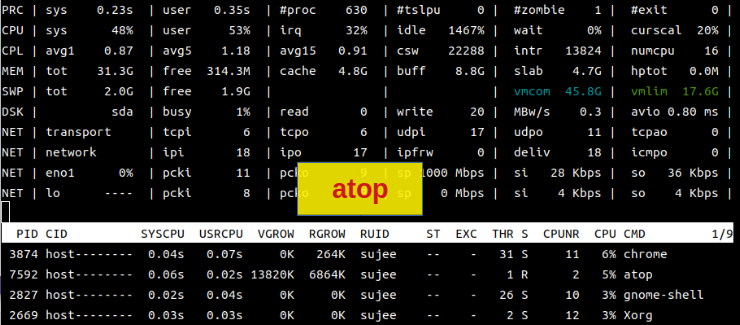 PRC | sys 0.23s | user 0.35s | #proc 630 | #tslpu 0 | #zombie 1 | #exit 0 |
CPU | sys 48% | user 53% | irq 32% | idle 1467% | wait 0% | curscal 20% |
CPL | avg1 0.87 | avg5 1.18 | avg15 0.91 | csw 22288 | intr 13824 | numcpu 16 |
MEM | tot 31.3G | free 314.3M | cache 4.8G | buff 8.8G | slab 4.7G | hptot 0.0M |
SWP | tot 2.0G | free 1.9G | | | vmcom 45.8G | vmlim 17.6G |
DSK | sda | busy 1% | read 0 | write 20 | MBw/s 0.3 | avio 0.80 ms |
NET | transport | tcpi 6 | tcpo 6 | udpi 17 | udpo 11 | tcpao 0 |
NET | network | ipi 18 | ipo 17 | ipfrw 0 | deliv 18 | icmpo 0 |
NET | eno1 0% | pcki 11 | pcko 9 | sp 1000 Mbps | si 28 Kbps | so 36 Kbps |
NET | lo ---- | pcki 8 | pcko | sp 0 Mbps | si 4 Kbps | so 4 Kbps |
atop
PID CID SYSCPU USRCPU VGROW RGROW RUID ST EXC THR S CPUNR CPU CMD 1/9
3874 host-------- 0.04s 0.07s 0K 264K sujee -- - 31 S 11 6% chrome
7592 host-------- 0.06s 0.02s 13820K 6864K sujee -- - 1 R 2 5% atop
2827 host-------- 0.02s 0.04s 0K 0K sujee -- - 26 S 10 3% gnome-shell
2669 host-------- 0.03s 0.03s 0K 0K sujee -- - 2 S 12 3% Xorg